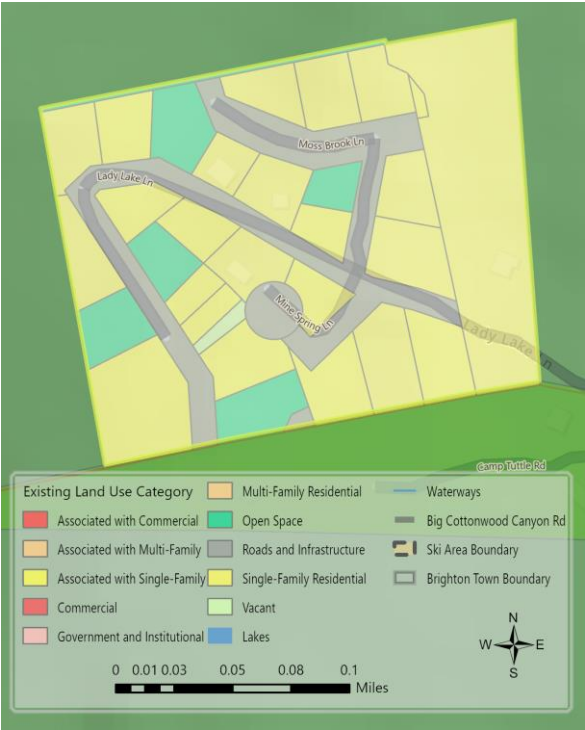 Moss Brook Ln
Lady Lake Ln
Mine Spring Ln
Lady Lake Ln
Camp Tuttle Rd
Existing Land Use Category
Associated with Commercial
Associated with Multi-Family
Associated with Single-Family
Commercial
Government and Institutional
Multi-Family Residential
Open Space
Roads and Infrastructure
Single-Family Residential
Vacant
Lakes
Waterways
Big Cottonwood Canyon Rd
Ski Area Boundary
Brighton Town Boundary
N
W E
S
0 0.01 0.03 0.05 0.08 0.1
Miles